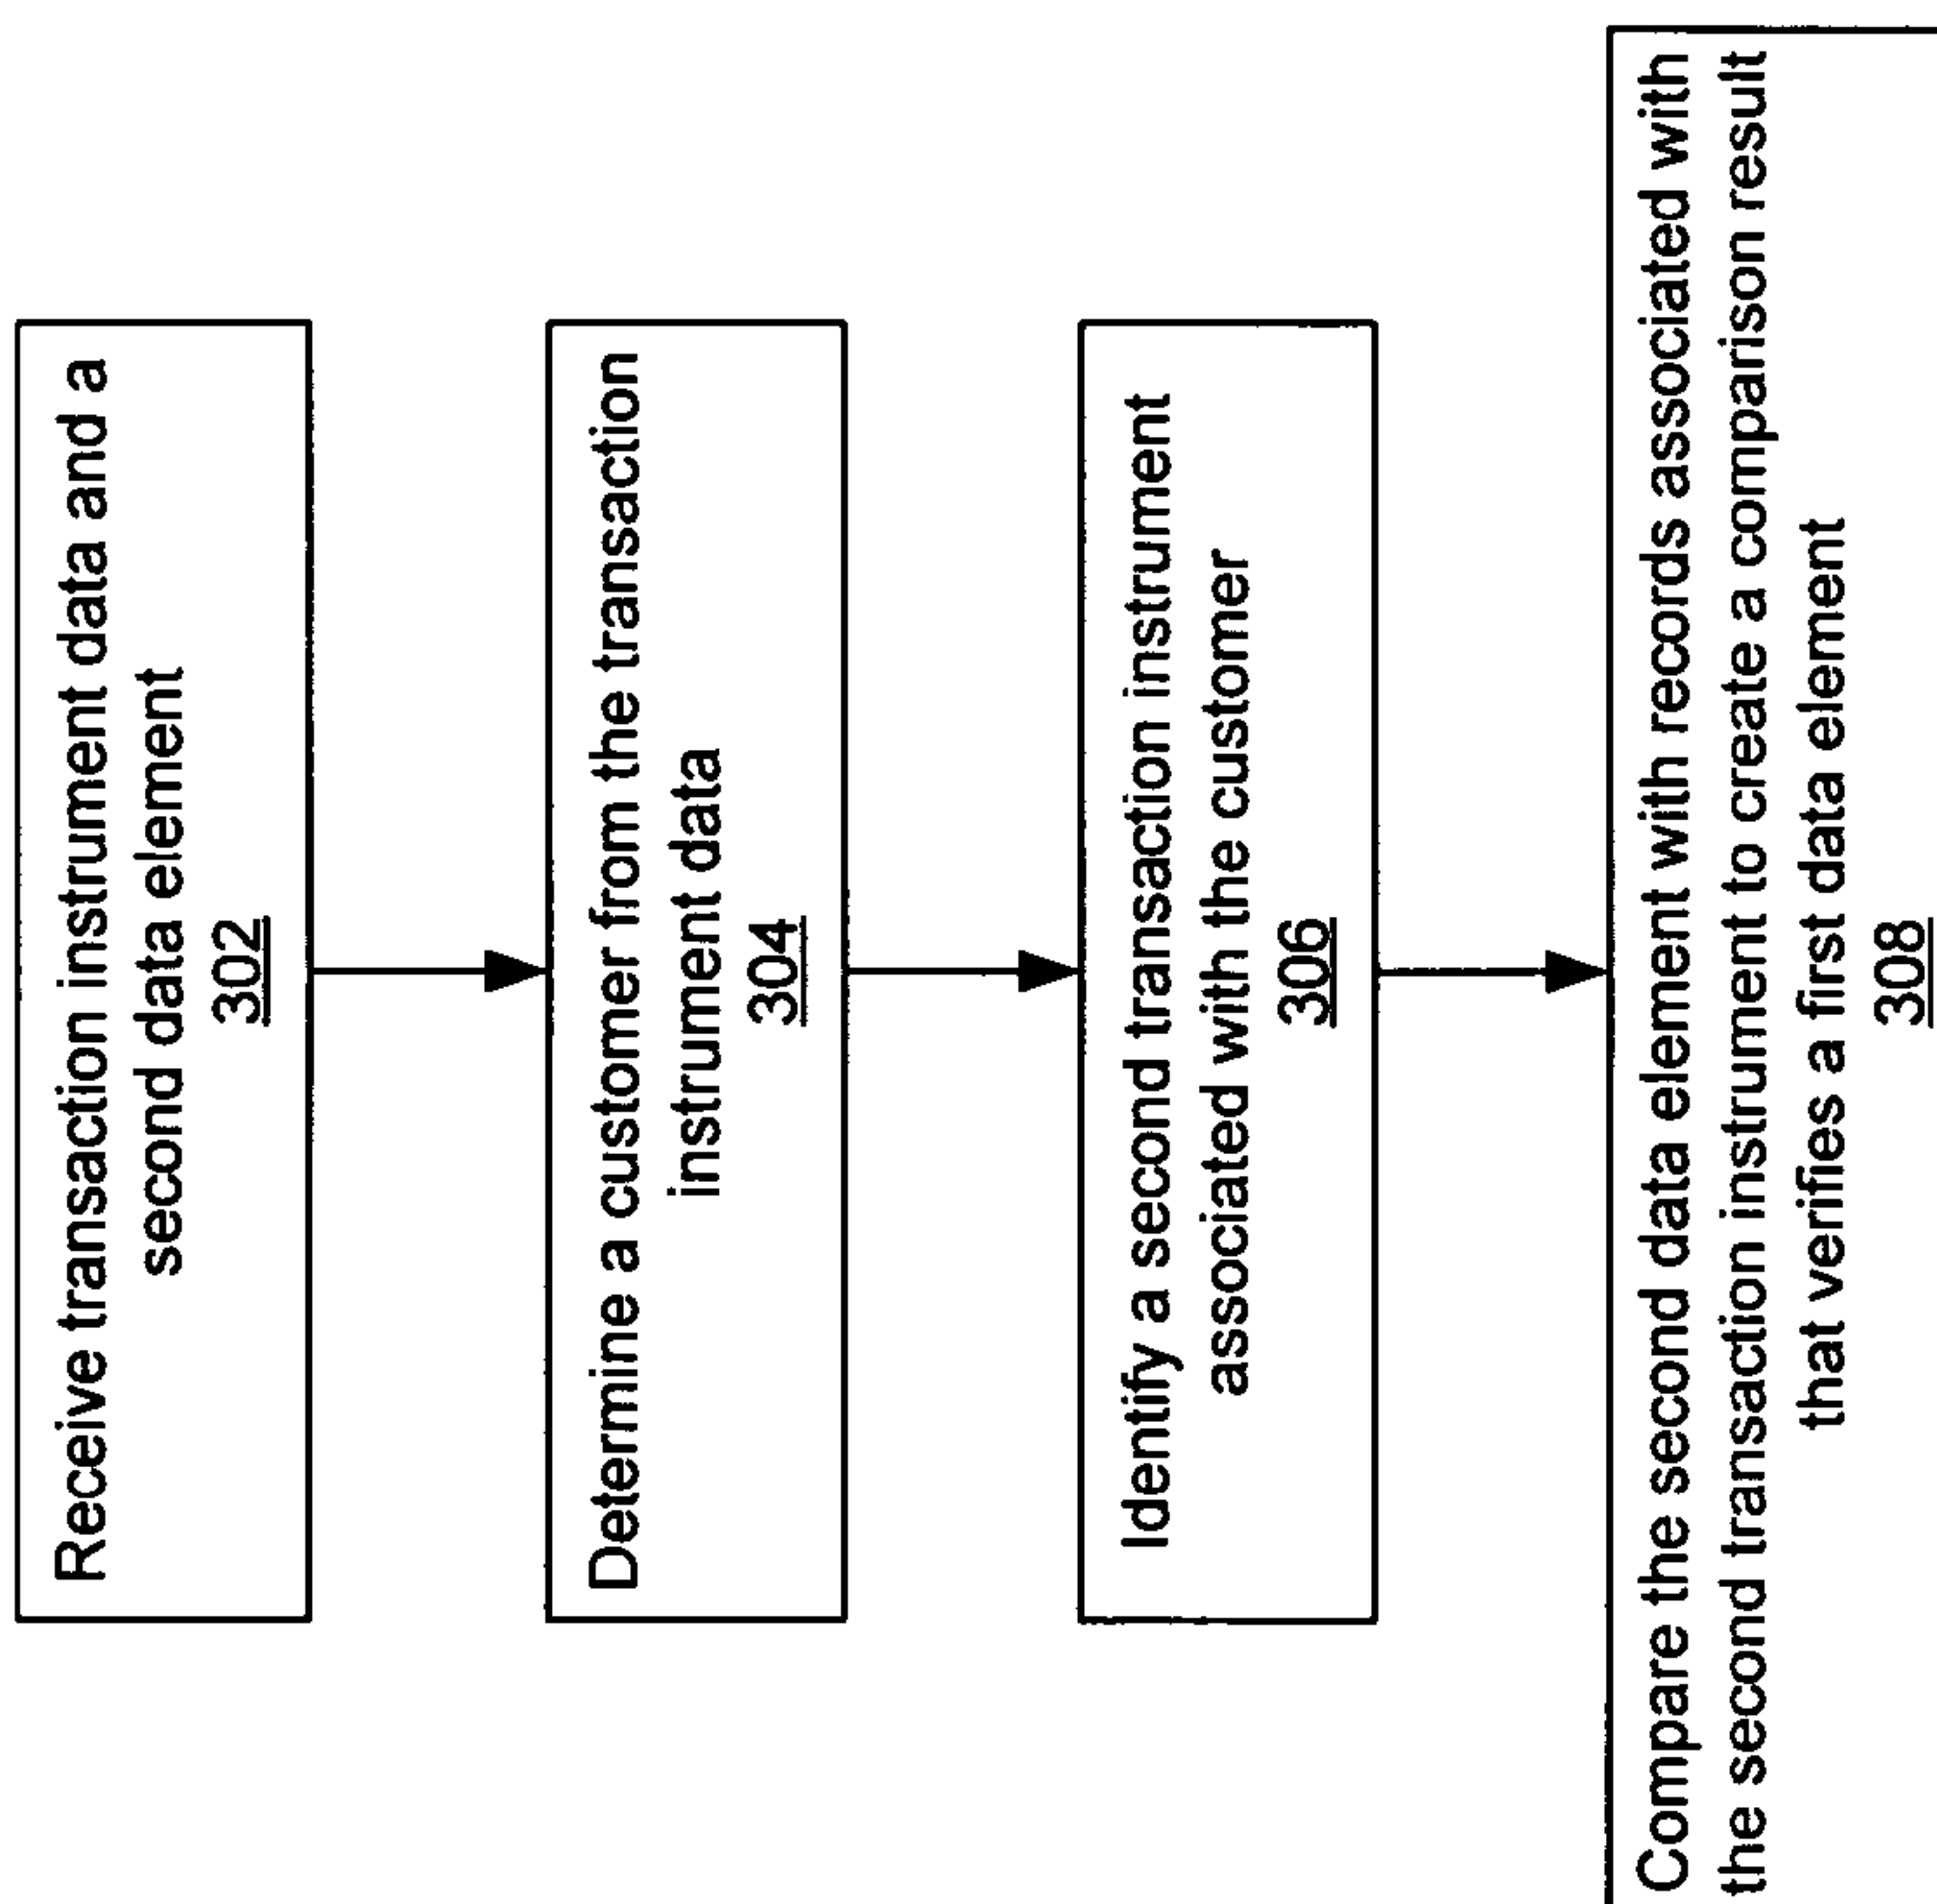 Receive transaction instrument data and a
second data element
302
Determine a customer from the transaction
instrument data
304
Identify a second transaction instrument
associated with the customer
306
Compare the second data element with records associated with
the second transaction instrument to create a comparison result
that verifies a first data element
308